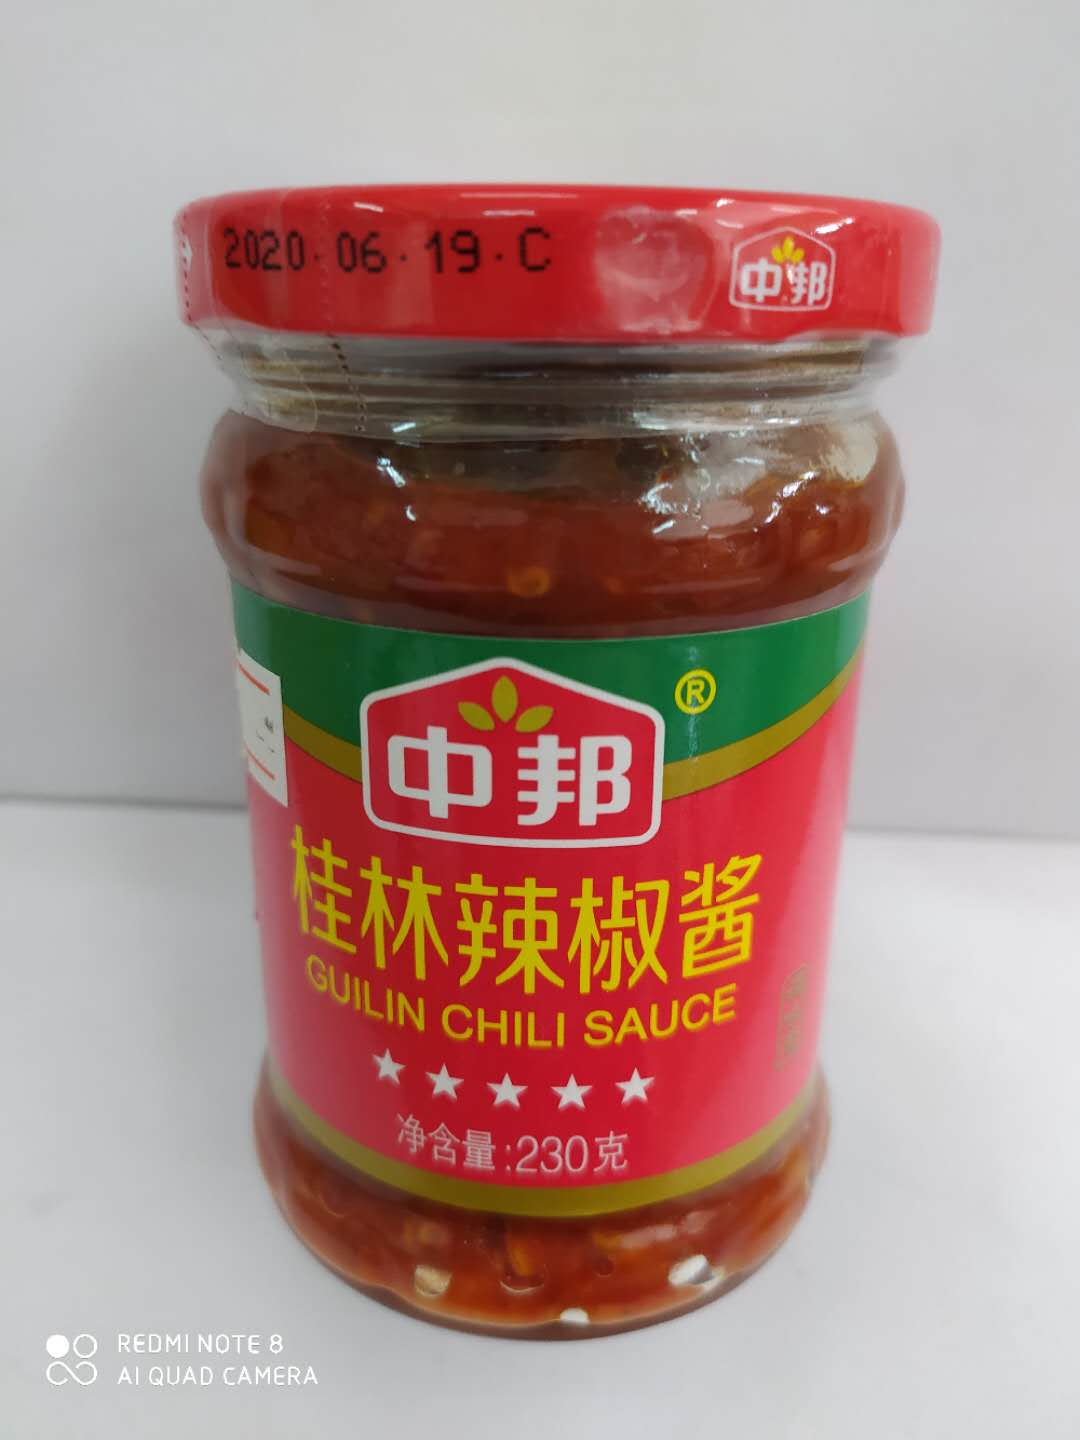 2020.06.19.C
中邦
中邦
®
桂林辣椒酱
GUILIN CHILI SAUCE
净含量:230克
REDMI NOTE 8
AI QUAD CAMERA